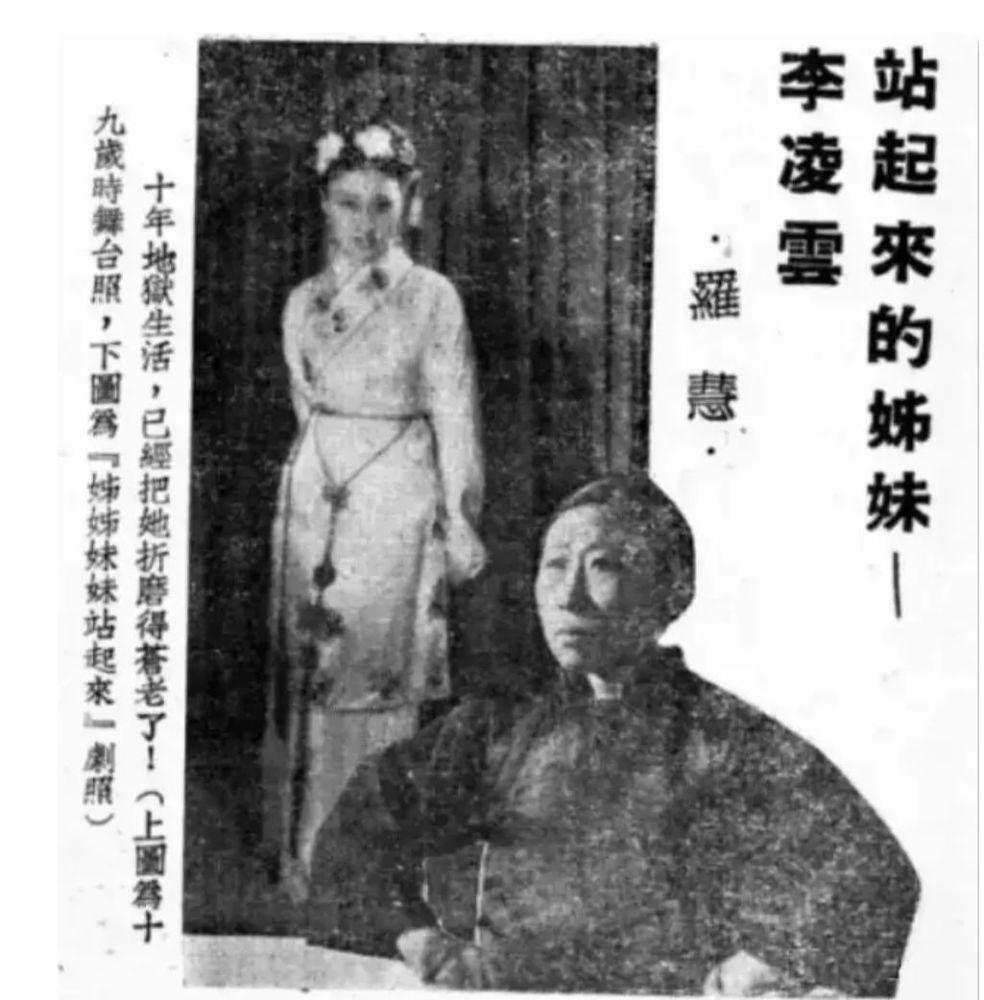 站起來的姊妹—
李凌雲
·羅慧·
十年地獄生活，已經把她折磨得蒼老了！（上圖爲十
九歲時舞台照，下圖爲『姊姊妹妹站起來』劇照）